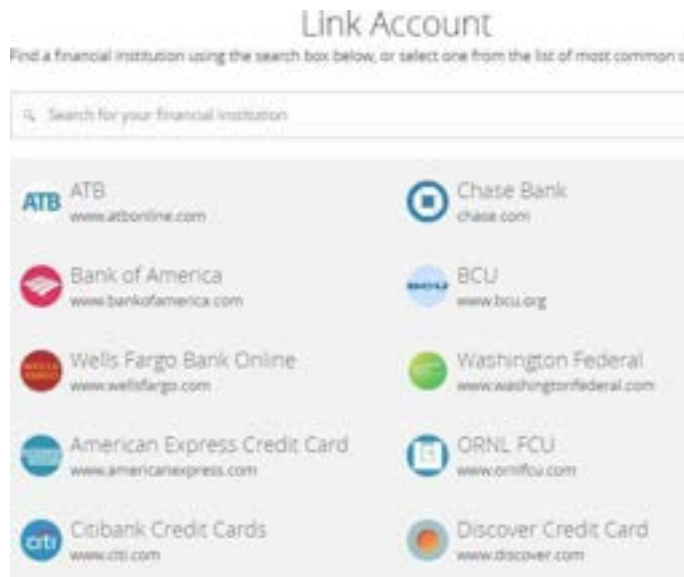 Link Account
Find a financial institution using the search box below, or select one from the list of most common
Search for your financial institution
ATB
ATB
www.atbonline.com
Chase Bank
chase.com
Bank of America
www.bankofamerica.com
BCU
BCU
www.bcu.org
WELLS
FARGO
Wells Fargo Bank Online
www.wellsfargo.com
Washington Federal
www.washingtonfederal.com
American Express Credit Card
www.americanexpress.com
ORNL FCU
www.ornlfcu.com
citi
Citibank Credit Cards
www.citi.com
Discover Credit Card
www.discover.com